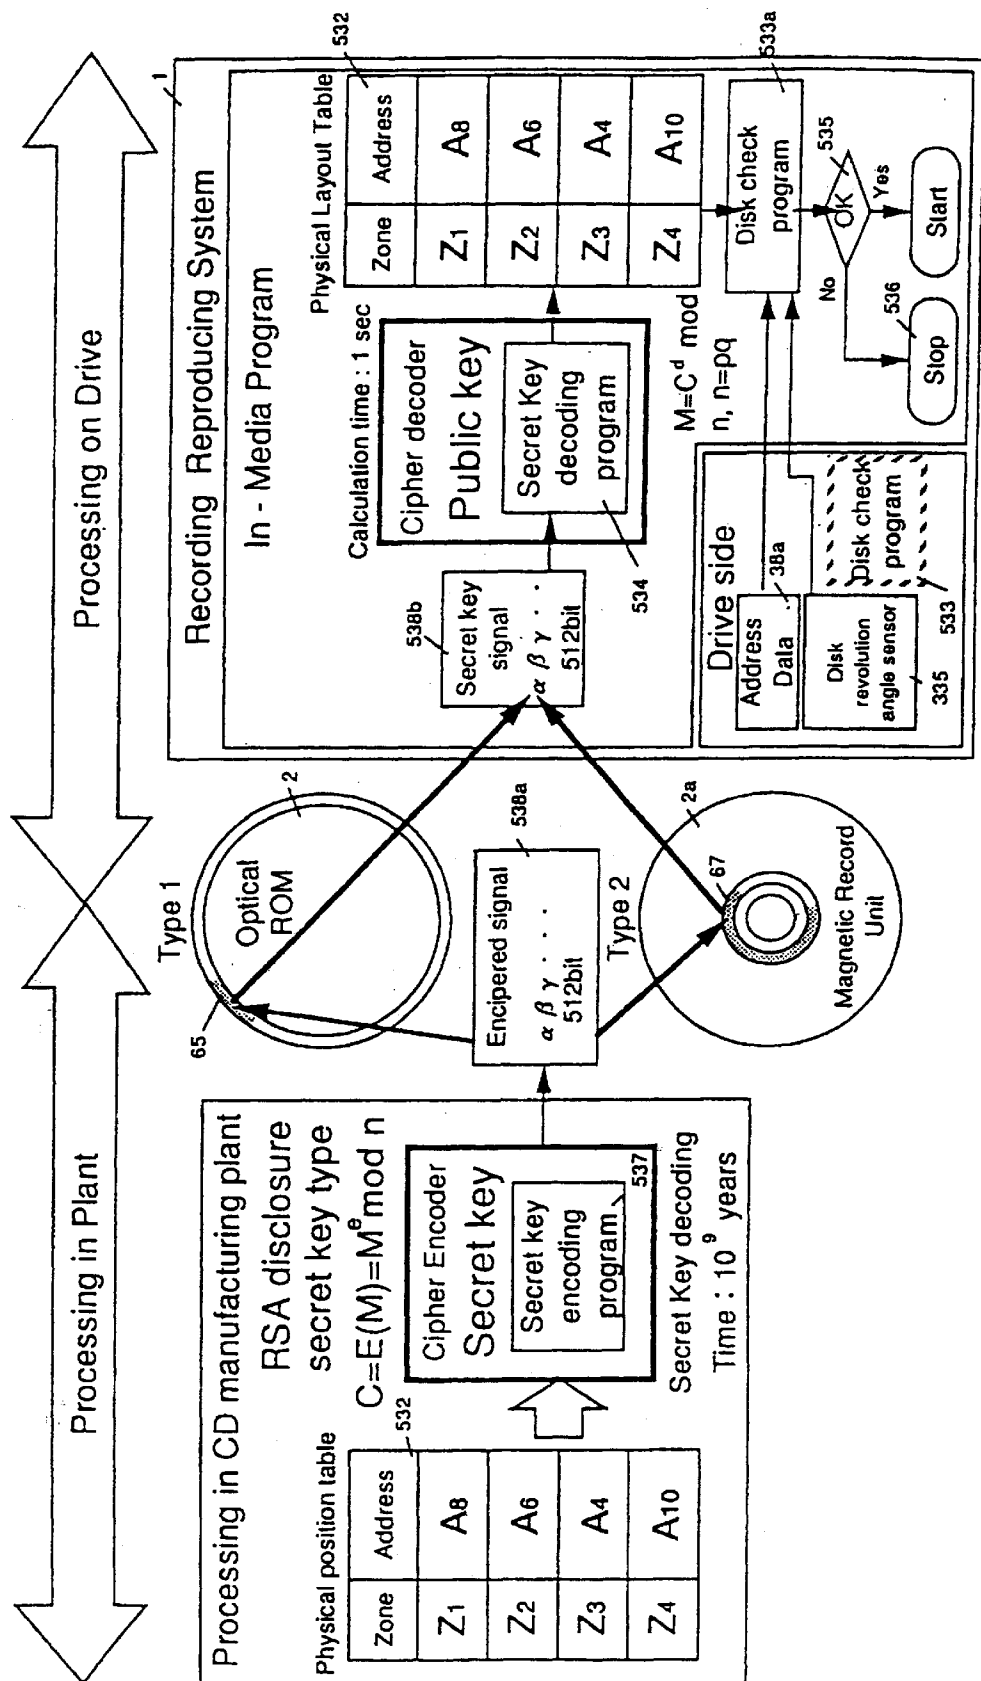 Processing in Plant
Processing on Drive
Processing in CD manufacturing plant
Physical position table
532
Zone Address
Z1 A8
Z2 A6
Z3 A4
Z4 A10
RSA disclosure
secret key type
C=E(M)=M^e mod n
Cipher Encoder
Secret key
Secret key
encoding
program
537
Secret Key decoding
Time : 10^9 years
Type 1
Optical
ROM
2
65
Encipered signal
α β γ · · · ·
512bit
538a
Type 2
2a
67
Magnetic Record
Unit
1
Recording Reproducing System
In - Media Program
538b
Secret key
signal
α β γ · ·
512bit
Calculation time : 1 sec
Cipher decoder
Public key
Secret Key
decoding
program
534
Physical Layout Table
532
Zone Address
Z1 A8
Z2 A6
Z3 A4
Z4 A10
M=C^d mod
n, n=pq
Disk check
program
533a
OK
535
Yes
No
Start
Stop
536
Drive side
Address
Data
38a
Disk
revolution
angle sensor
335
Disk check
program
533